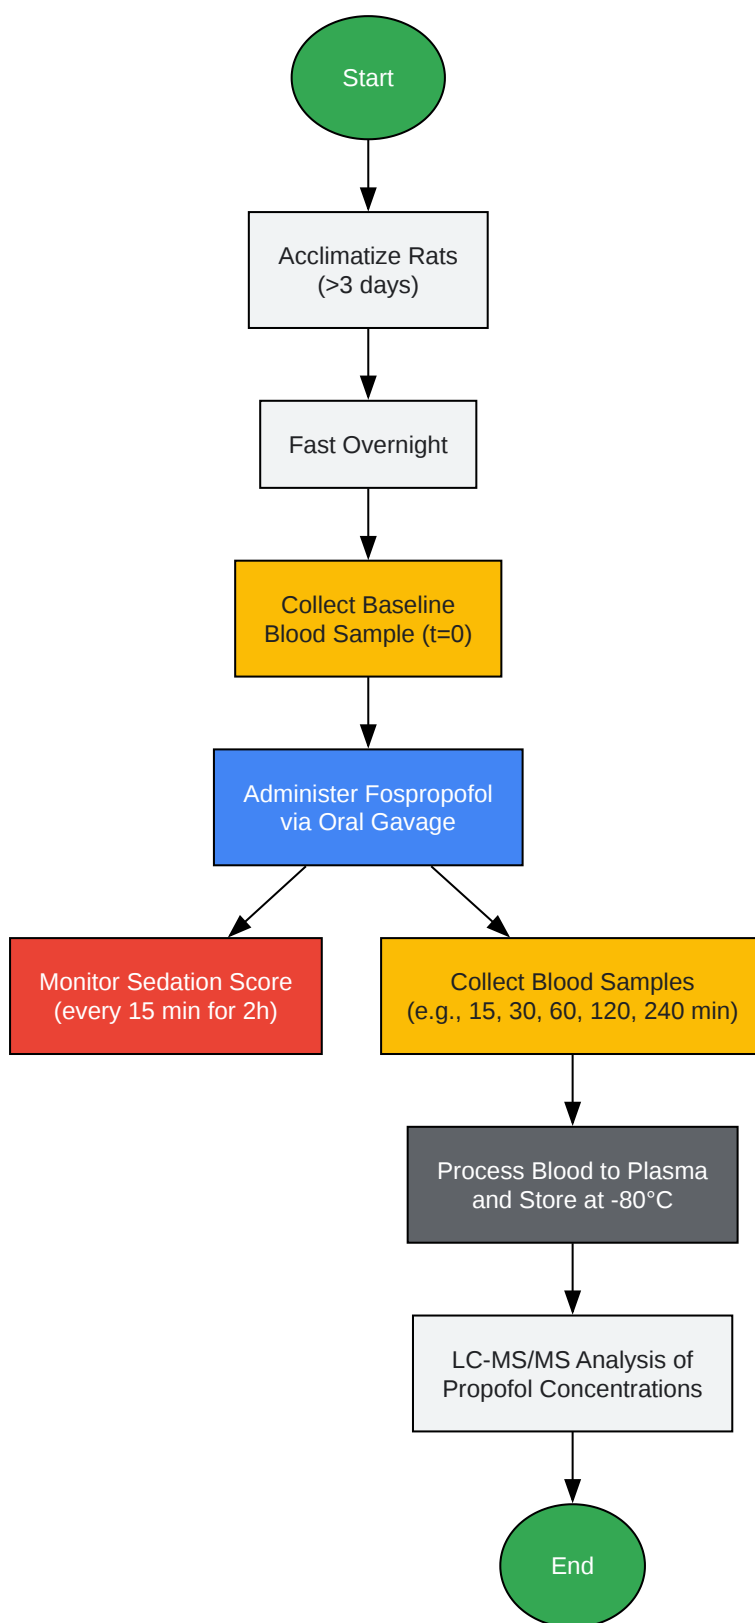 Start
Acclimatize Rats
(>3 days)
Fast Overnight
Collect Baseline
Blood Sample (t=0)
Administer Fospropofol
via Oral Gavage
Monitor Sedation Score
(every 15 min for 2h)
Collect Blood Samples
(e.g., 15, 30, 60, 120, 240 min)
Process Blood to Plasma
and Store at -80°C
LC-MS/MS Analysis of
Propofol Concentrations
End